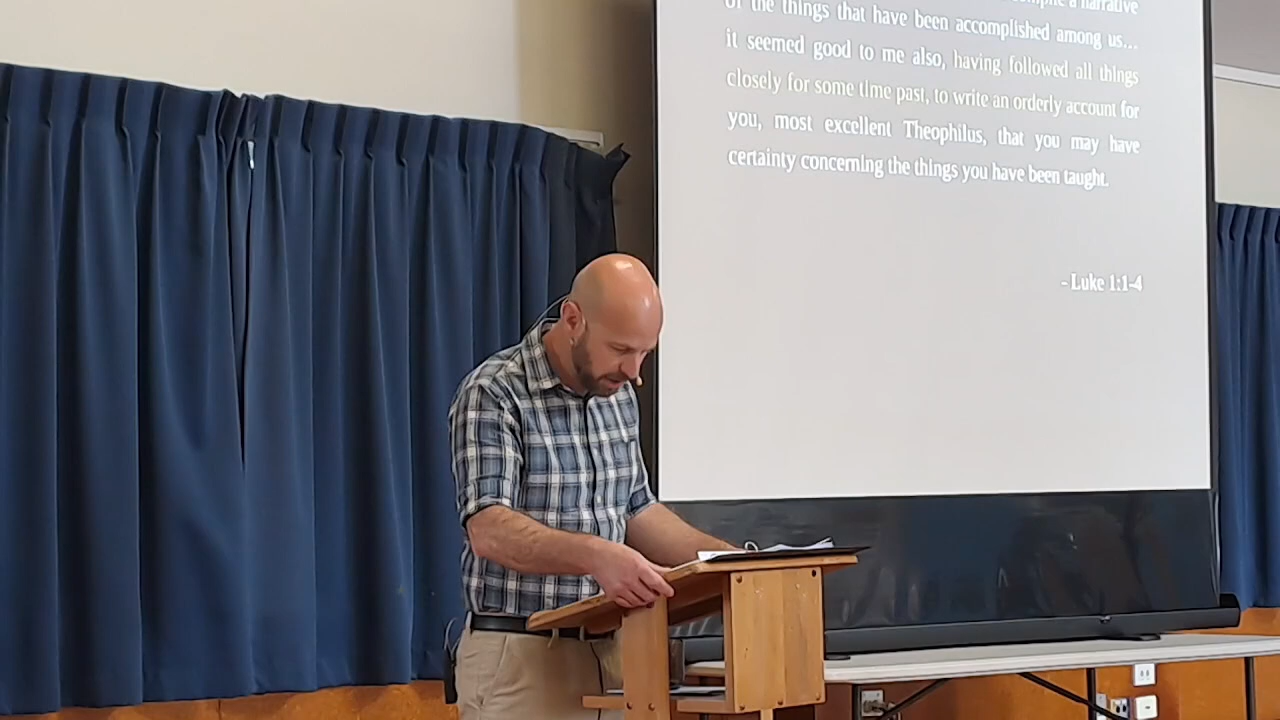 a narrative
of the things that have been accomplished among us...
it seemed good to me also, having followed all things
closely for some time past, to write an orderly account for
you, most excellent Theophilus, that you may have
certainty concerning the things you have been taught.
- Luke 1:1-4